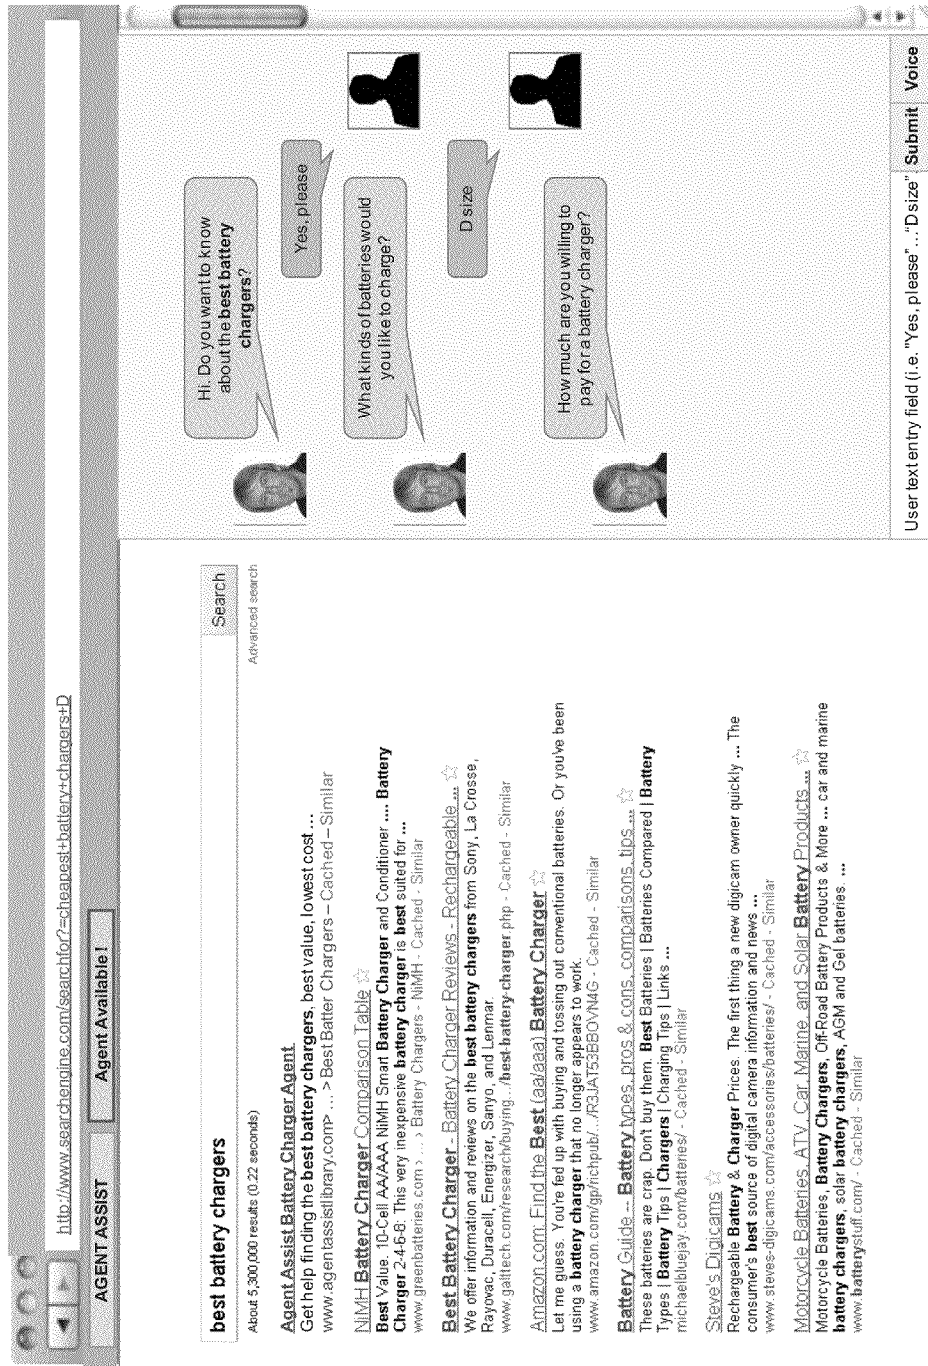 http://www.searchengine.com/searchfor?=cheapest+battery+chargers+D
AGENT ASSIST
Agent Available!
best battery chargers
Search
About 5,300,000 results (0.22 seconds)
Advanced search
Agent Assist Battery Charger Agent
Get help finding the best battery chargers, best value, lowest cost ...
www.agentassistlibrary.com> ... > Best Batter Chargers – Cached – Similar
NiMH Battery Charger Comparison Table ☆
Best Value. 10-Cell AA/AAA NiMH Smart Battery Charger and Conditioner .... Battery
Charger 2-4-6-8: This very inexpensive battery charger is best suited for ...
www.greenbatteries.com › ... › Battery Chargers - NiMH - Cached - Similar
Best Battery Charger - Battery Charger Reviews - Rechargeable ... ☆
We offer information and reviews on the best battery chargers from Sony, La Crosse,
Rayovac, Duracell, Energizer, Sanyo, and Lenmar.
www.galttech.com/research/buying.../best-battery-charger.php - Cached - Similar
Amazon.com: Find the Best (aa/aaa) Battery Charger ☆
Let me guess. You're fed up with buying and tossing out conventional batteries. Or you've been
using a battery charger that no longer appears to work.
www.amazon.com/gp/richpub/.../R3JAT53BBOVN4G - Cached - Similar
Battery Guide -- Battery types, pros & cons, comparisons, tips ... ☆
These batteries are crap. Don't buy them. Best Batteries | Batteries Compared | Battery
Types | Battery Tips | Chargers | Charging Tips | Links ...
michaelbluejay.com/batteries/ - Cached - Similar
Steve's Digicams ☆
Rechargeable Battery & Charger Prices. The first thing a new digicam owner quickly ... The
consumer's best source of digital camera information and news ...
www.steves-digicams.com/accessories/batteries/ - Cached - Similar
Motorcycle Batteries, ATV, Car, Marine, and Solar Battery Products ... ☆
Motorcycle Batteries, Battery Chargers, Off-Road Battery Products & More ... car and marine
battery chargers, solar battery chargers, AGM and Gel batteries. ...
www.batterystuff.com/ - Cached - Similar
Hi. Do you want to know
about the best battery
chargers?
Yes, please
What kinds of batteries would
you like to charge?
D size
How much are you willing to
pay for a battery charger?
User text entry field (i.e. "Yes, please" ... "D size"
Submit
Voice